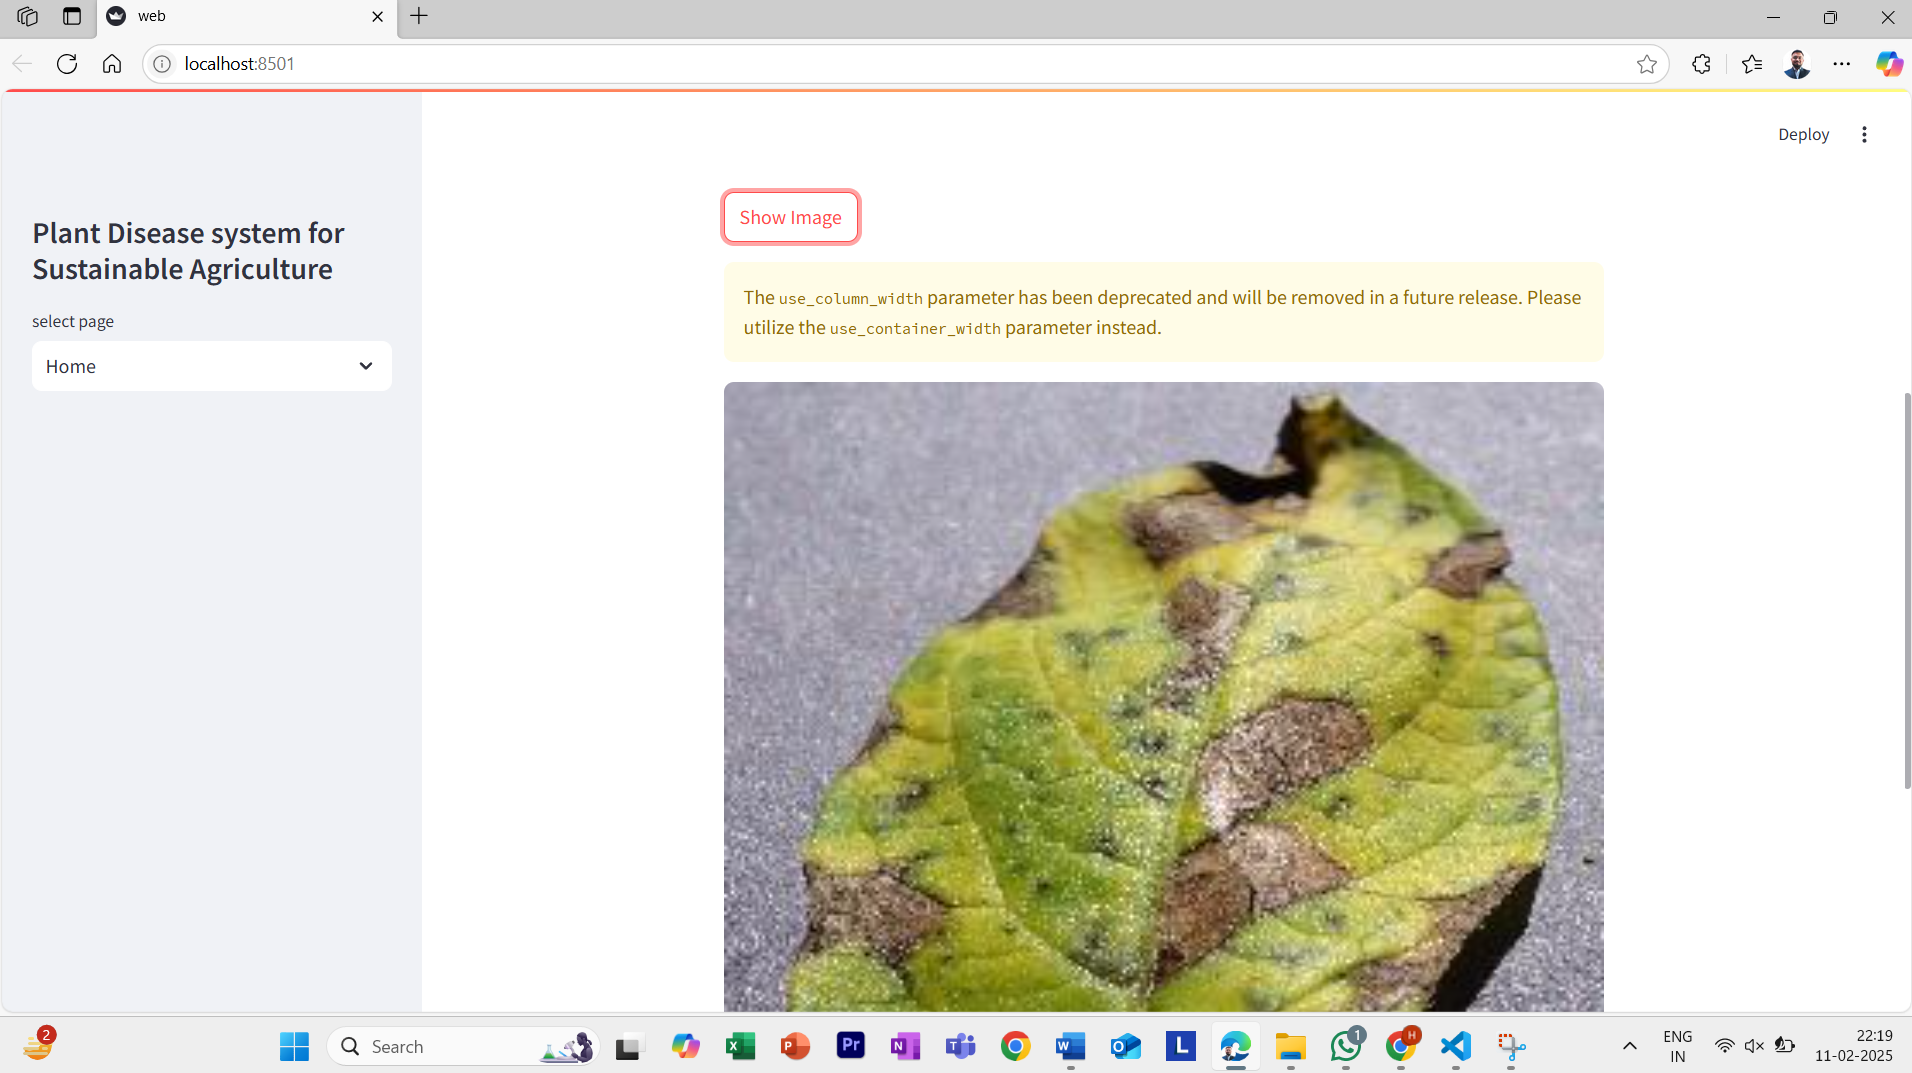 web
localhost:8501
Deploy
Plant Disease system for
Sustainable Agriculture
select page
Home
Show Image
The use_column_width parameter has been deprecated and will be removed in a future release. Please
utilize the use_container_width parameter instead.
2
Search
X
P
Pr
N
T
W
L
1
H
ENG
IN
22:19
11-02-2025